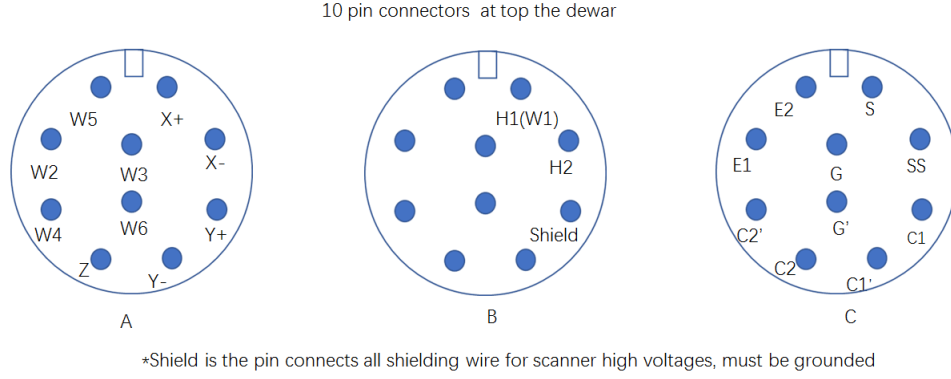 10 pin connectors at top the dewar
W5 X+
W2 W3 X-
W4 W6 Y+
Z Y-
A
H1(W1)
H2
Shield
B
E2 S
E1 G SS
C2' G' C1
C2 C1'
C
*Shield is the pin connects all shielding wire for scanner high voltages, must be grounded